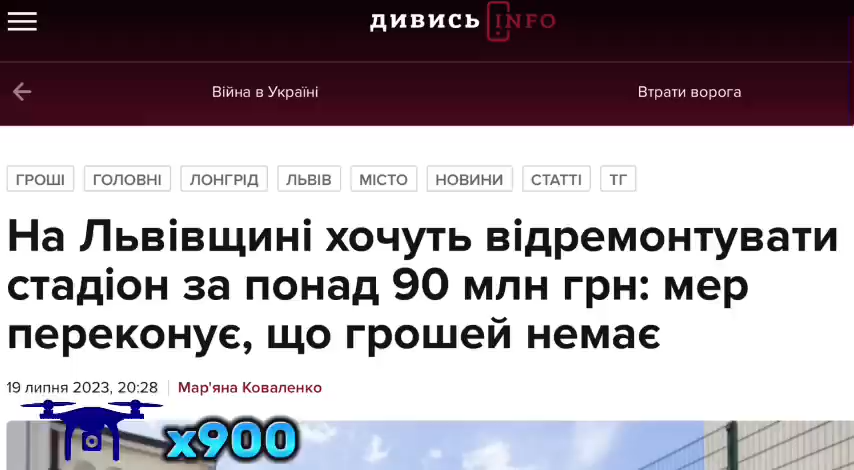 ДИВИСЬ INFO
Війна в Україні Втрати ворога
ГРОШІ ГОЛОВНІ ЛОНГРІД ЛЬВІВ МІСТО НОВИНИ СТАТТІ ТГ
На Львівщині хочуть відремонтувати
стадіон за понад 90 млн грн: мер
переконує, що грошей немає
19 липня 2023, 20:28 Мар'яна Коваленко
x900